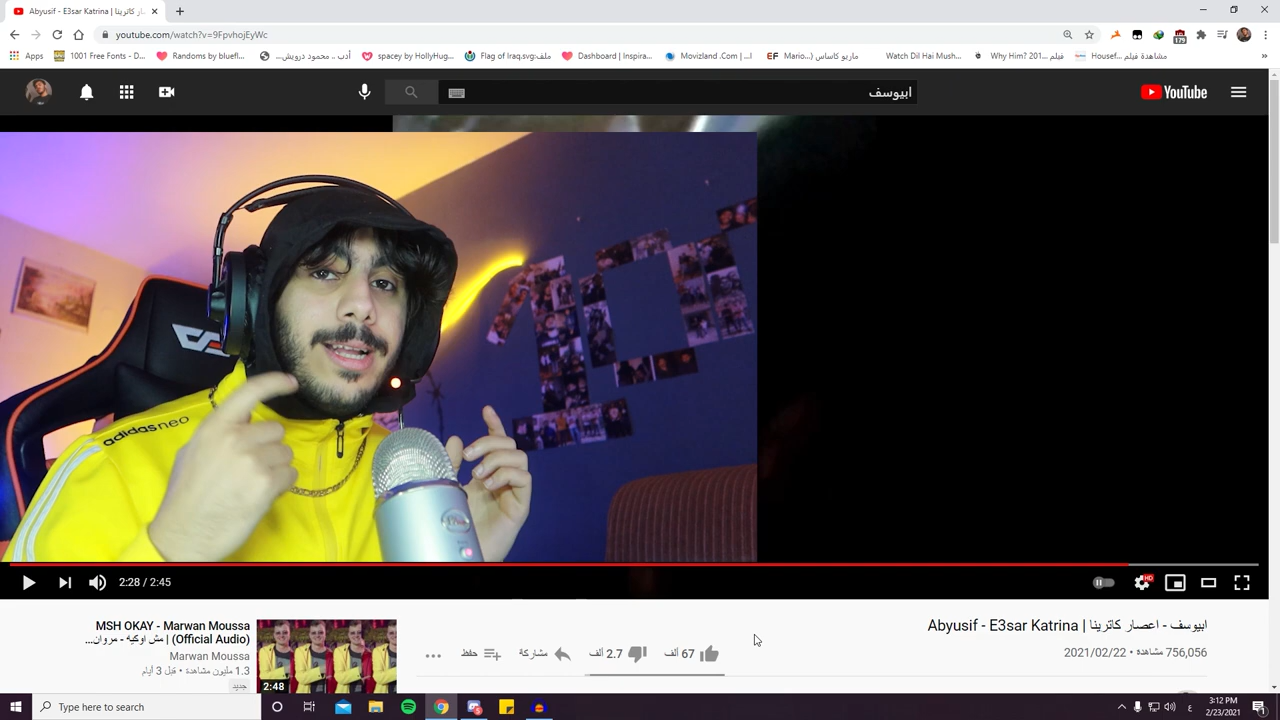 Abyusif - E3sar Katrina | ابيوسف - اعصار كاترينا
youtube.com/watch?v=9FpvhojEyWc
Apps
1001 Free Fonts - D...
Randoms by bluefl...
أدب .. محمود درويش...
spacey by HollyHug...
ملف:Flag of Iraq.svg
Dashboard | Inspira...
Movizland .Com | ا...
Mario...) ماريو كاساس
Watch Dil Hai Mush...
فيلم Why Him? 201...
مشاهدة فيلم Housef...
179
ابيوسف
YouTube
adidas neo
2:28 / 2:45
HD
ابيوسف - اعصار كاترينا | Abyusif - E3sar Katrina
756,056 مشاهدة • 2021/02/22
67 ألف
2.7 ألف
مشاركة
حفظ
MSH OKAY - Marwan Moussa
(Official Audio) | مش اوكيه - مروان...
Marwan Moussa
1.3 مليون مشاهدة • قبل 3 أيام
جديد
2:48
Type here to search
ع
3:12 PM
2/23/2021